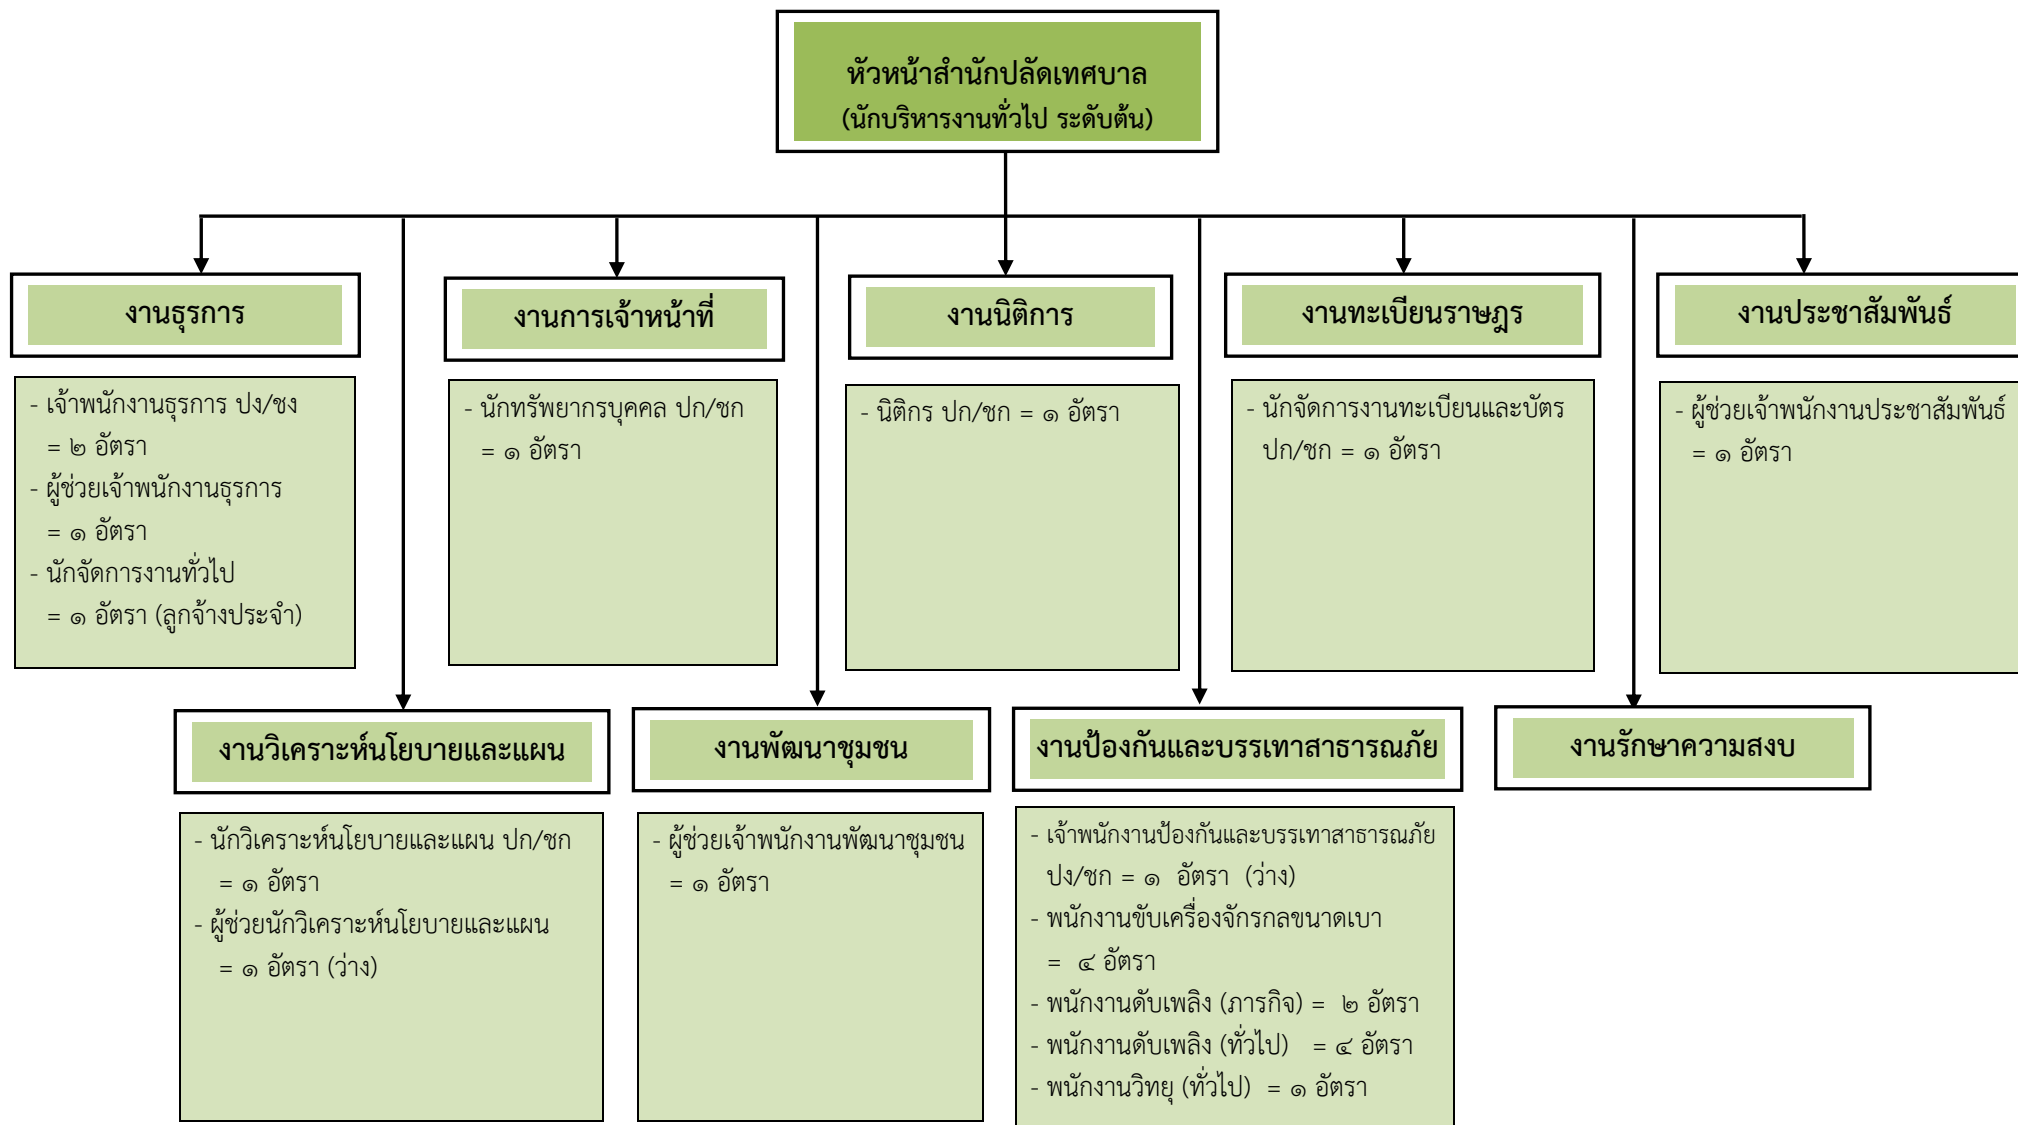 หัวหน้าสำนักปลัดเทศบาล
(นักบริหารงานทั่วไป ระดับต้น)
งานธุรการ
- เจ้าพนักงานธุรการ ปง/ชง
= ๒ อัตรา
- ผู้ช่วยเจ้าพนักงานธุรการ
= ๑ อัตรา
- นักจัดการงานทั่วไป
= ๑ อัตรา (ลูกจ้างประจำ)
งานการเจ้าหน้าที่
- นักทรัพยากรบุคคล ปก/ชก
= ๑ อัตรา
งานนิติการ
- นิติกร ปก/ชก = ๑ อัตรา
งานทะเบียนราษฎร
- นักจัดการงานทะเบียนและบัตร
ปก/ชก = ๑ อัตรา
งานประชาสัมพันธ์
- ผู้ช่วยเจ้าพนักงานประชาสัมพันธ์
= ๑ อัตรา
งานวิเคราะห์นโยบายและแผน
- นักวิเคราะห์นโยบายและแผน ปก/ชก
= ๑ อัตรา
- ผู้ช่วยนักวิเคราะห์นโยบายและแผน
= ๑ อัตรา (ว่าง)
งานพัฒนาชุมชน
- ผู้ช่วยเจ้าพนักงานพัฒนาชุมชน
= ๑ อัตรา
งานป้องกันและบรรเทาสาธารณภัย
- เจ้าพนักงานป้องกันและบรรเทาสาธารณภัย
ปง/ชก = ๑ อัตรา (ว่าง)
- พนักงานขับเครื่องจักรกลขนาดเบา
= ๔ อัตรา
- พนักงานดับเพลิง (ภารกิจ) = ๒ อัตรา
- พนักงานดับเพลิง (ทั่วไป) = ๔ อัตรา
- พนักงานวิทยุ (ทั่วไป) = ๑ อัตรา
งานรักษาความสงบ